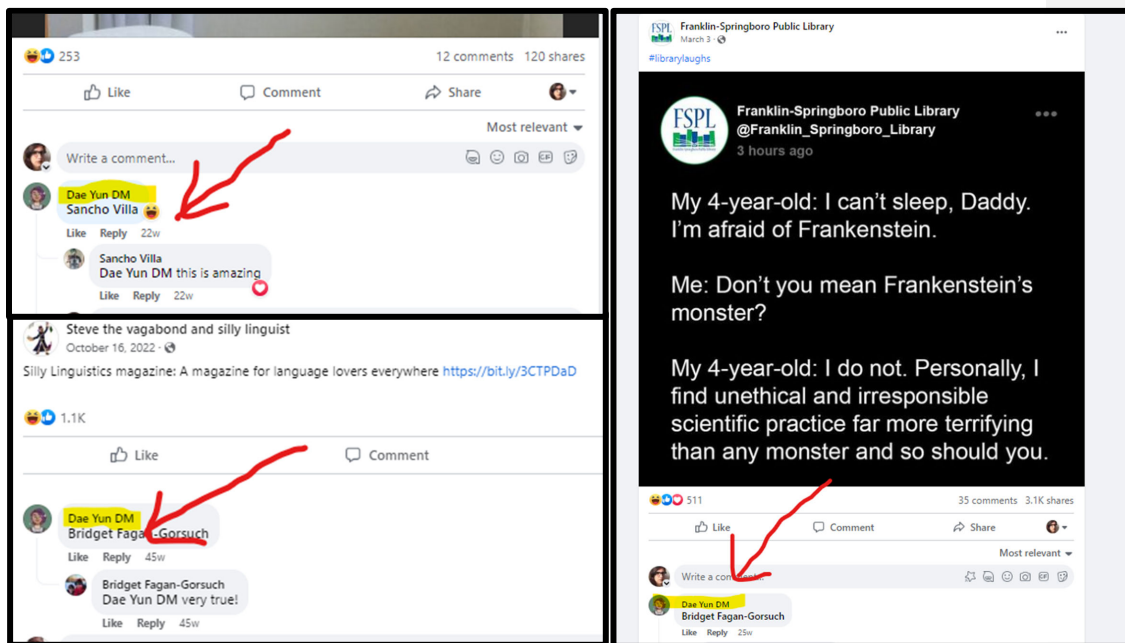 253
12 comments 120 shares
Like Comment Share
Most relevant
Write a comment...
GIF
Dae Yun DM
Sancho Villa
Like Reply 22w
Sancho Villa
Dae Yun DM this is amazing
Like Reply 22w
Steve the vagabond and silly linguist
October 16, 2022 ·
Silly Linguistics magazine: A magazine for language lovers everywhere https://bit.ly/3CTPDaD
1.1K
Like Comment
Dae Yun DM
Bridget Fagan-Gorsuch
Like Reply 45w
Bridget Fagan-Gorsuch
Dae Yun DM very true!
Like Reply 45w
FSPL
Franklin-Springboro Public Library
March 3 ·
#librarylaughs
FSPL
Franklin-Springboro Public Library
@Franklin_Springboro_Library
3 hours ago
My 4-year-old: I can't sleep, Daddy.
I'm afraid of Frankenstein.
Me: Don't you mean Frankenstein's
monster?
My 4-year-old: I do not. Personally, I
find unethical and irresponsible
scientific practice far more terrifying
than any monster and so should you.
511
35 comments 3.1K shares
Like Comment Share
Most relevant
Write a comment...
GIF
Dae Yun DM
Bridget Fagan-Gorsuch
Like Reply 25w